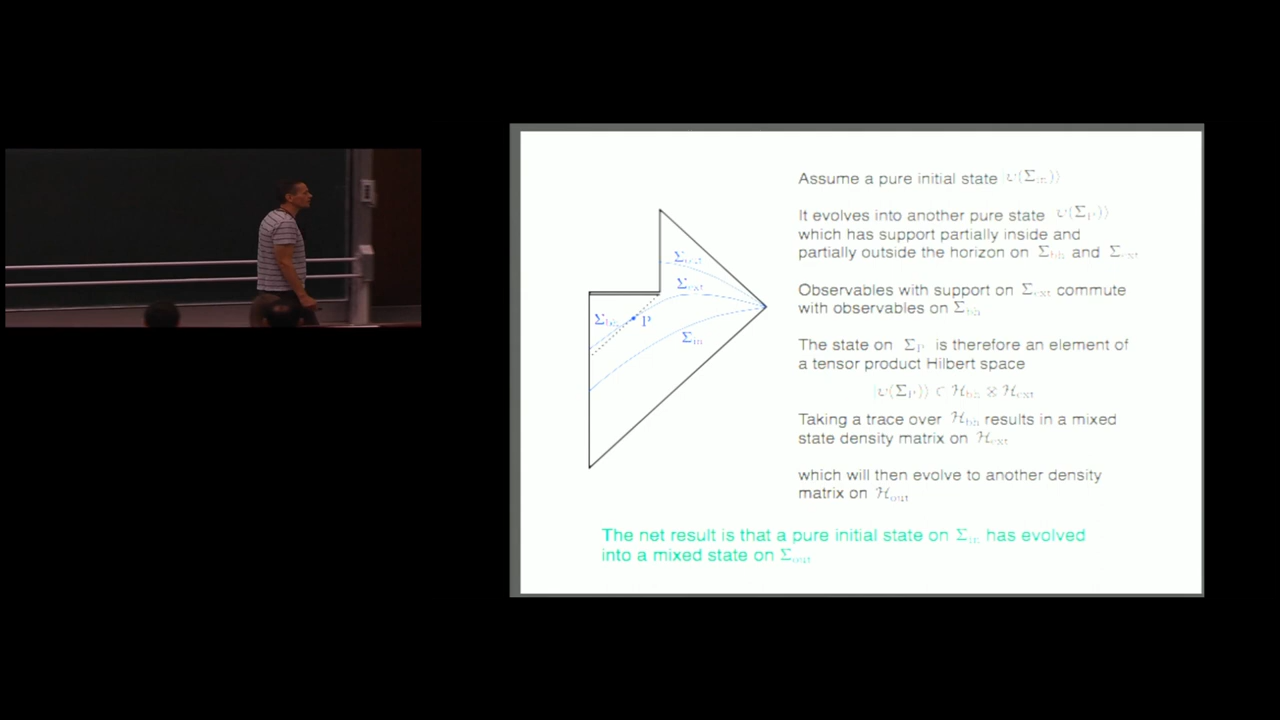 Assume a pure initial state |ψ(Σin)⟩
It evolves into another pure state |ψ(ΣP)⟩
which has support partially inside and
partially outside the horizon on Σbh and Σext
Observables with support on Σext commute
with observables on Σbh
The state on ΣP is therefore an element of
a tensor product Hilbert space
|ψ(ΣP)⟩ ∈ ℋbh ⊗ ℋext
Taking a trace over ℋbh results in a mixed
state density matrix on ℋext
which will then evolve to another density
matrix on ℋout
Σout
Σext
Σbh P
Σin
The net result is that a pure initial state on Σin has evolved
into a mixed state on Σout